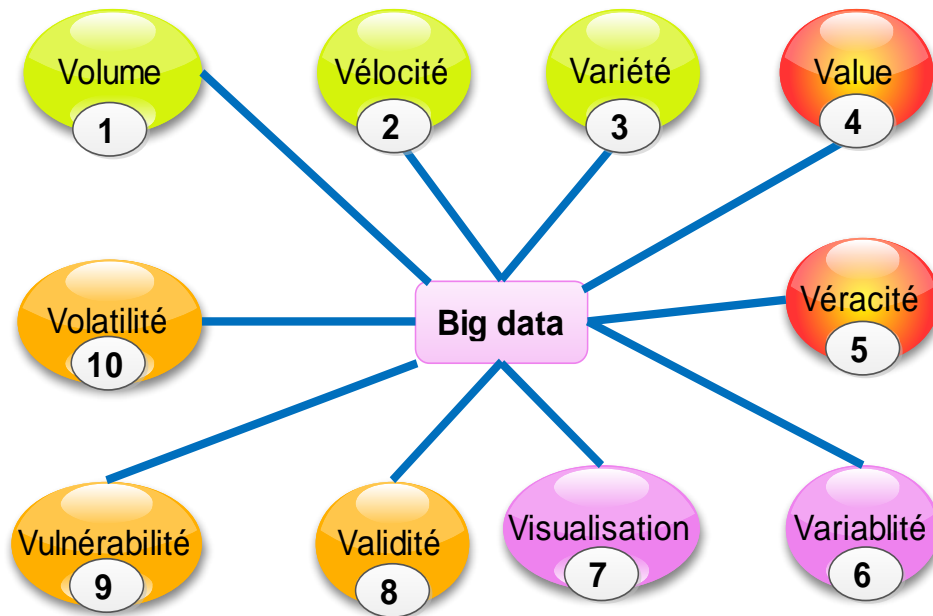 Volume
1
Vélocité
2
Variété
3
Value
4
Volatilité
10
Big data
Véracité
5
Vulnérabilité
9
Validité
8
Visualisation
7
Variablité
6